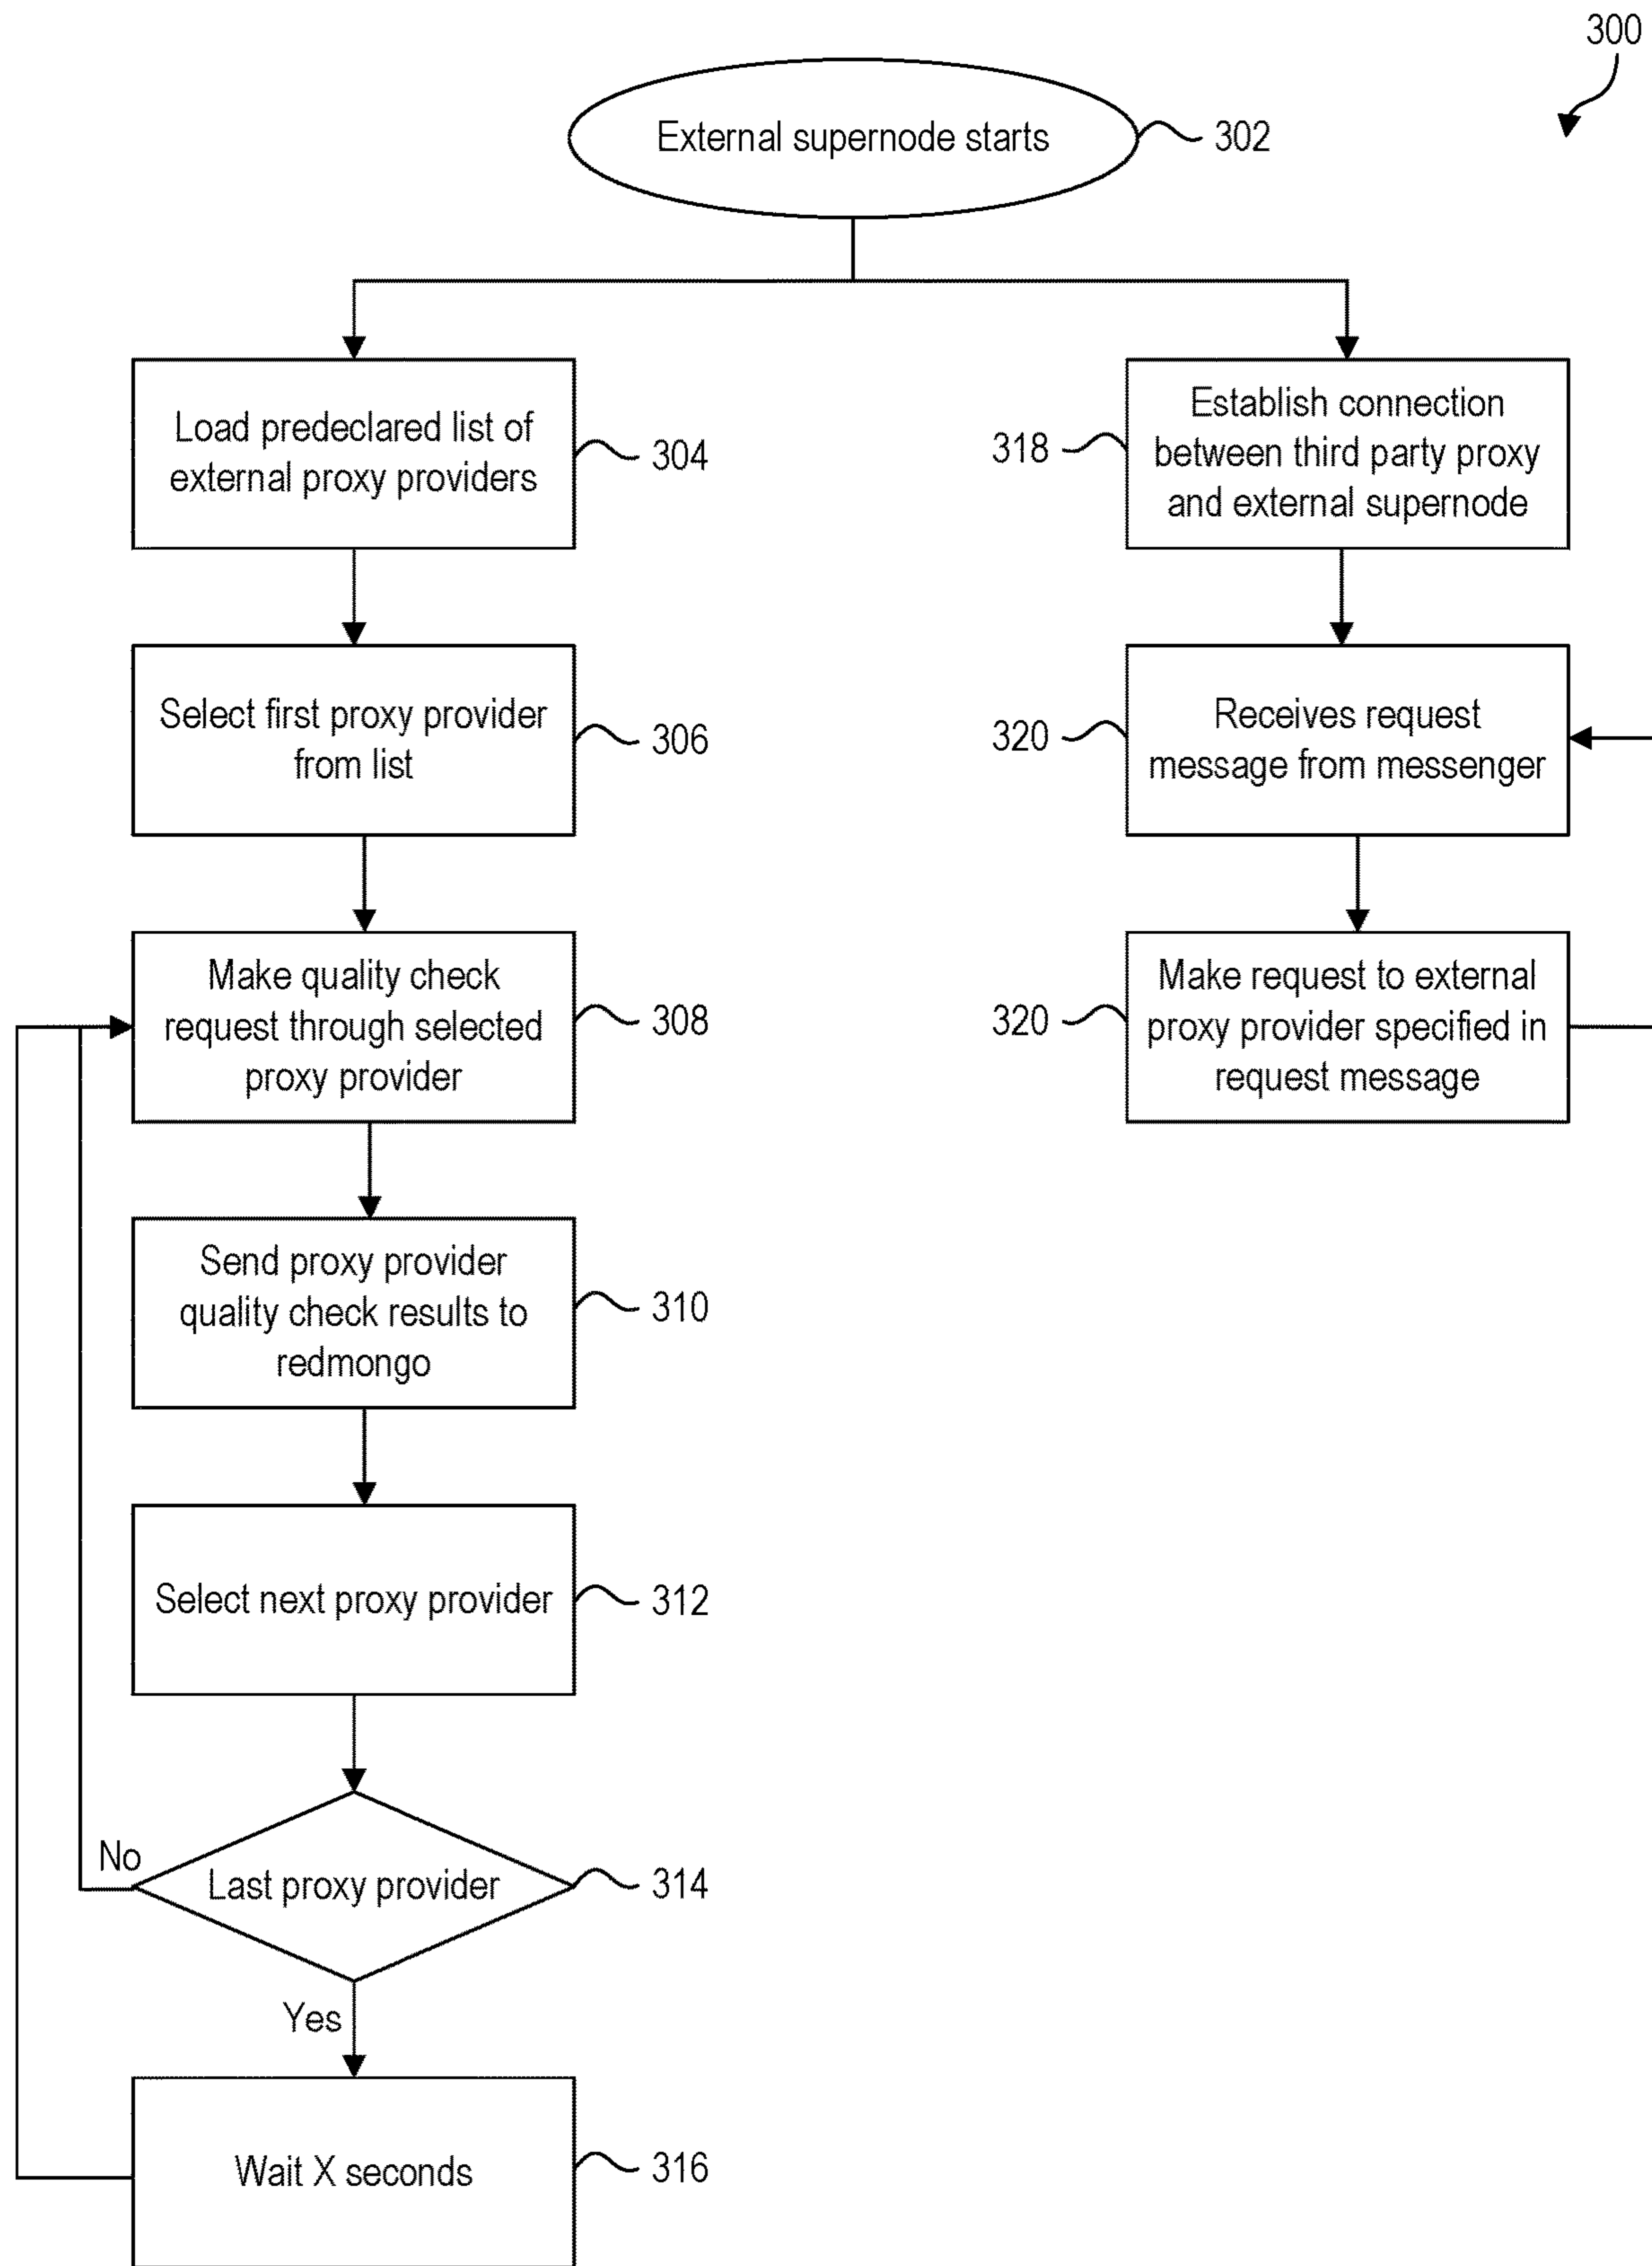 300
External supernode starts
302
Load predeclared list of
external proxy providers
304
Select first proxy provider
from list
306
Make quality check
request through selected
proxy provider
308
Send proxy provider
quality check results to
redmongo
310
Select next proxy provider
312
Last proxy provider
314
No
Yes
Wait X seconds
316
Establish connection
between third party proxy
and external supernode
318
Receives request
message from messenger
320
Make request to external
proxy provider specified in
request message
320